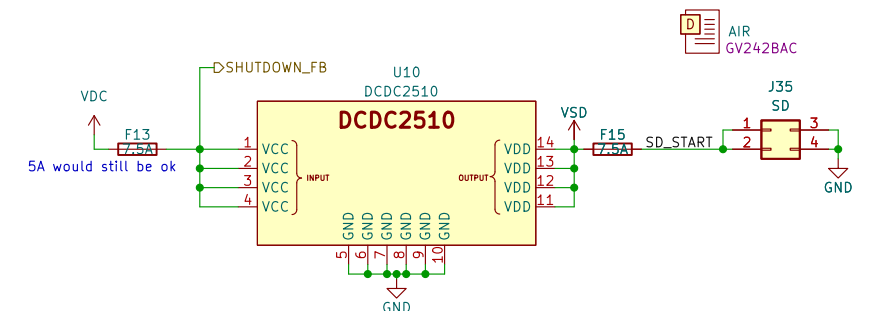 D
AIR
GV242BAC
SHUTDOWN_FB
U10
DCDC2510
J35
SD
VDC
DCDC2510
VSD
F13
7.5A
F15
7.5A
SD_START
1
3
2
4
5A would still be ok
GND
1
VCC
VDD
14
2
VCC
VDD
13
3
VCC
INPUT
OUTPUT
VDD
12
4
VCC
VDD
11
GND
GND
GND
GND
GND
GND
5
6
7
8
9
10
GND